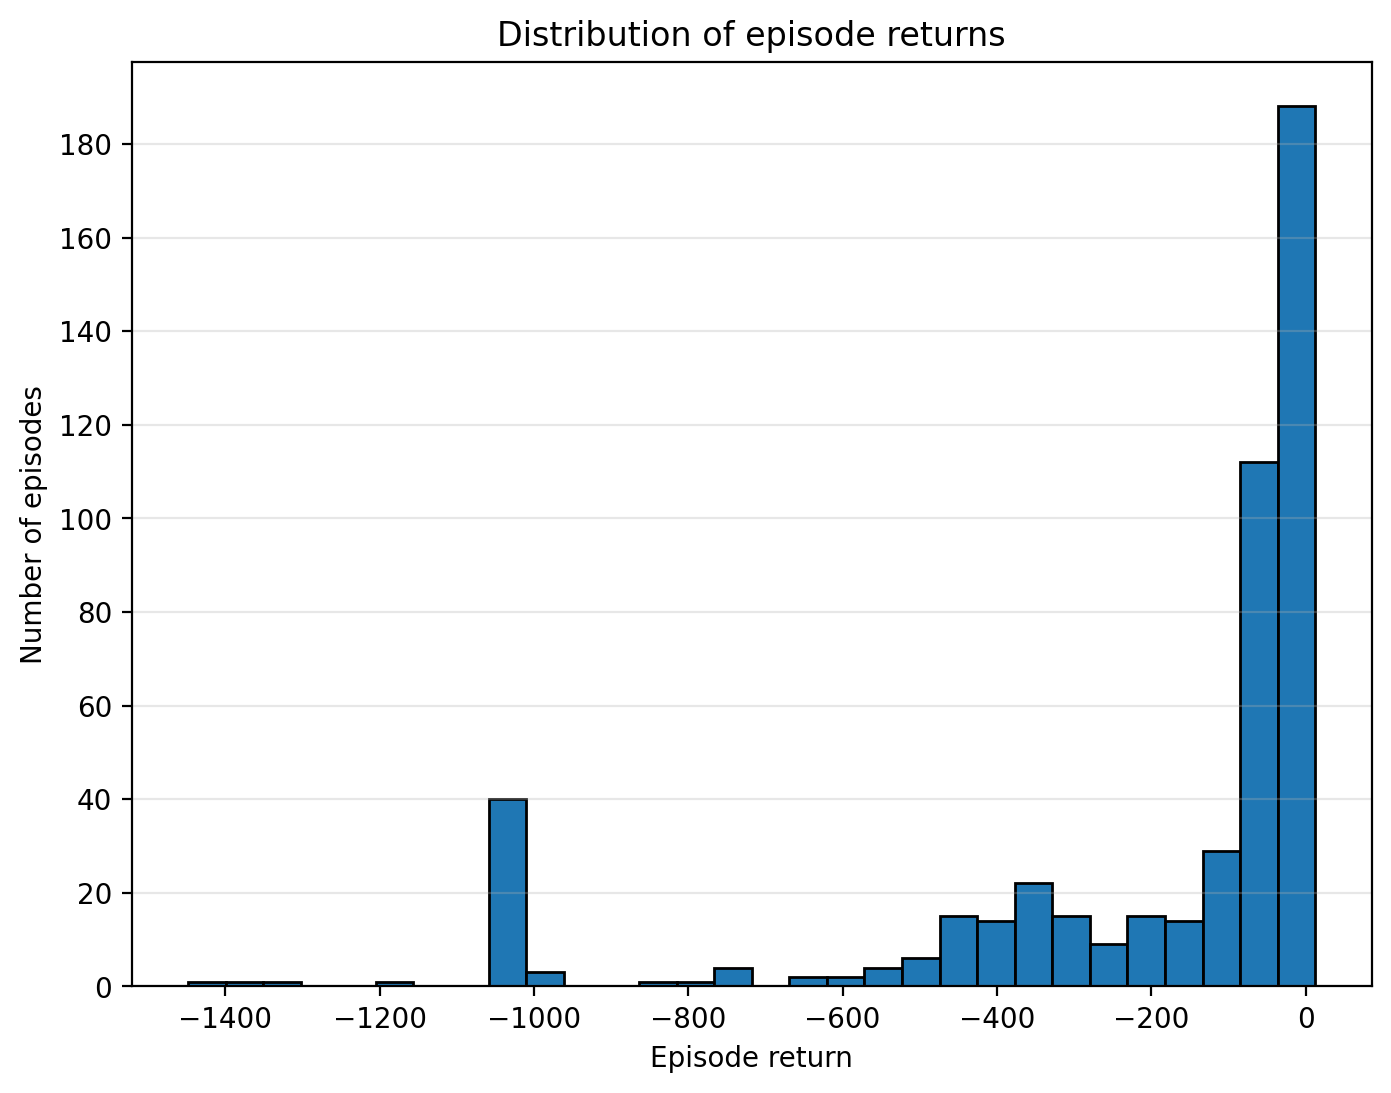 Distribution of episode returns
180
160
140
120
100
80
60
40
20
0
Number of episodes
−1400 −1200 −1000 −800 −600 −400 −200 0
Episode return